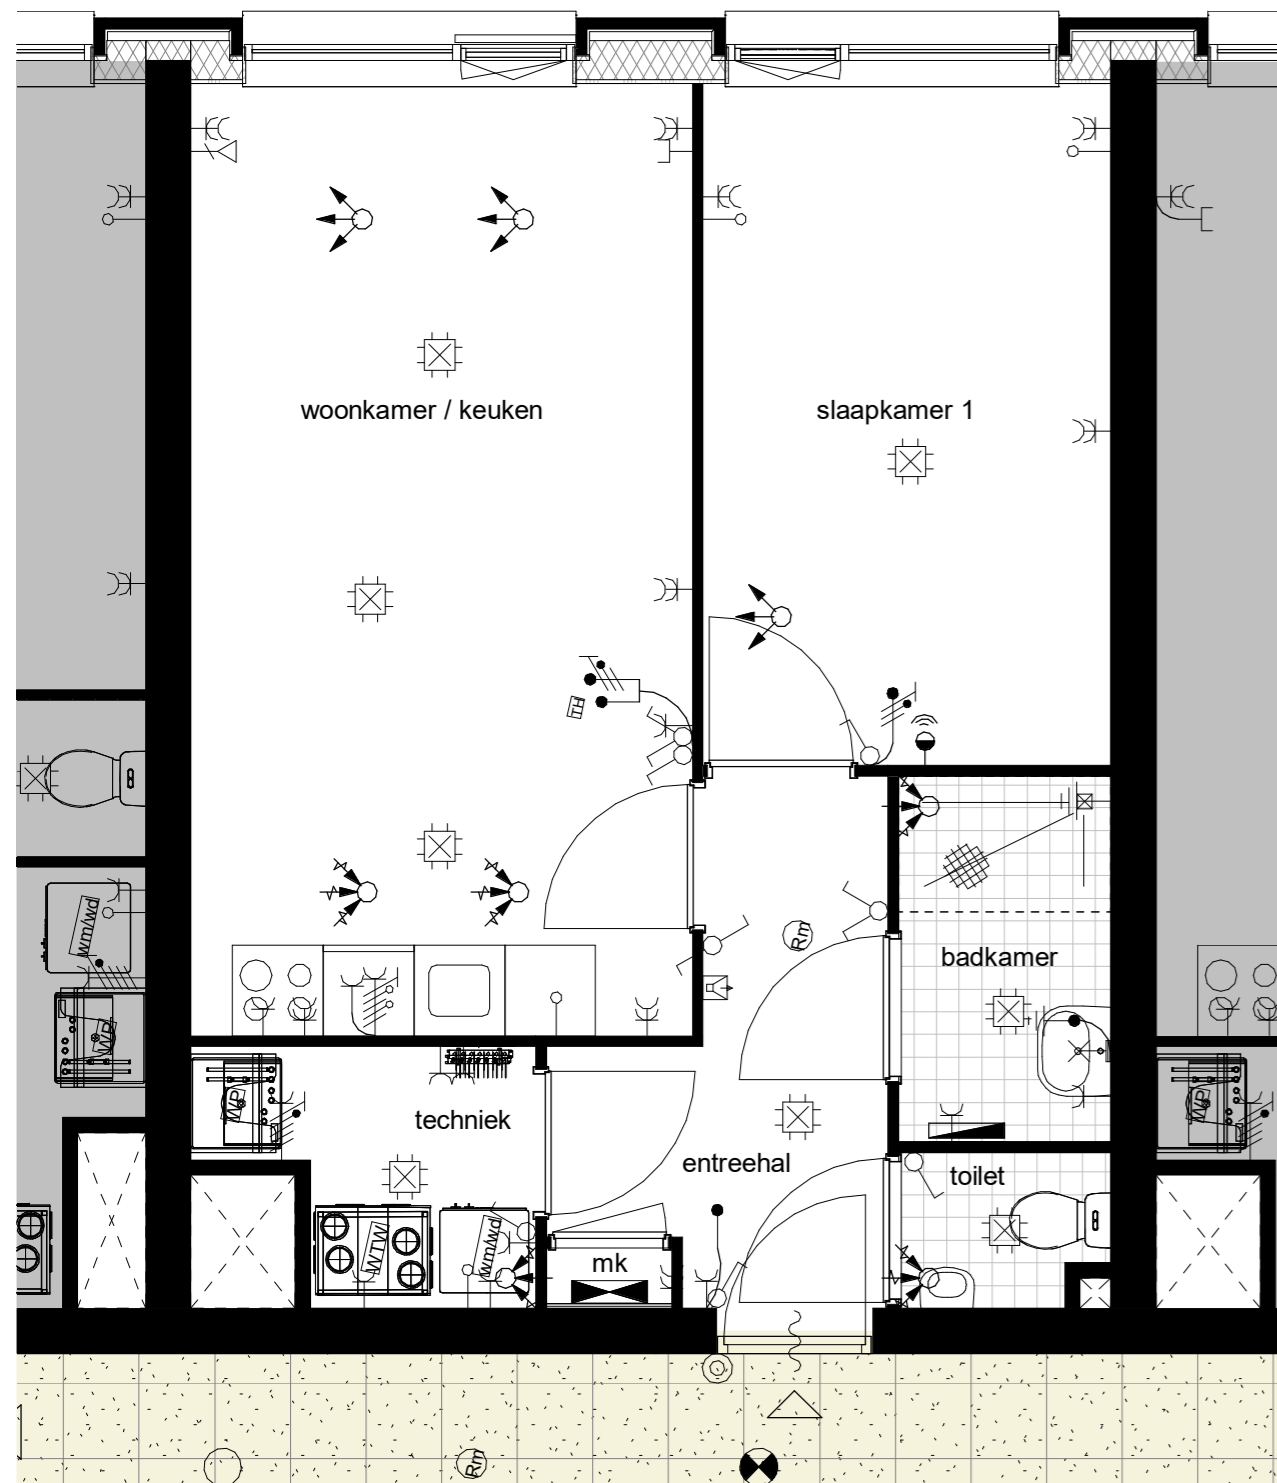 woonkamer / keuken
slaapkamer 1
TH
Rm
wm/wd
badkamer
WP
WP
WP
techniek
entreehal
toilet
WTW
wm/wd
mk
Rm